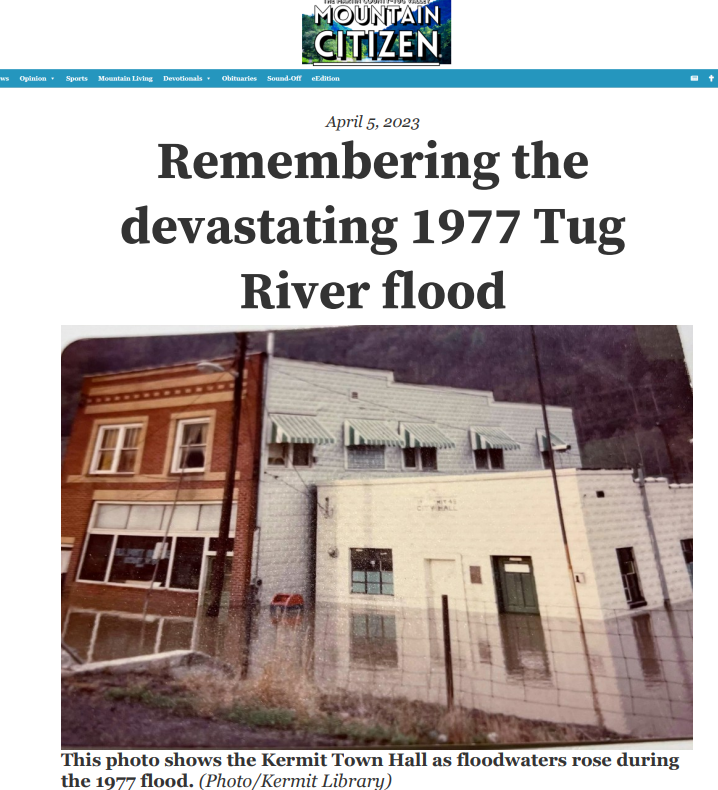 THE MARTIN COUNTY-TUG VALLEY
MOUNTAIN
CITIZEN
ws Opinion Sports Mountain Living Devotionals Obituaries Sound-Off eEdition
April 5, 2023
Remembering the
devastating 1977 Tug
River flood
CITY HALL
This photo shows the Kermit Town Hall as floodwaters rose during
the 1977 flood. (Photo/Kermit Library)